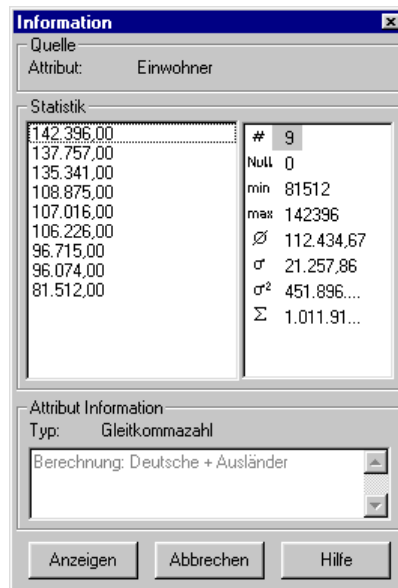 Information
Quelle
Attribut: Einwohner
Statistik
142.396,00
137.757,00
135.341,00
108.875,00
107.016,00
106.226,00
96.715,00
96.074,00
81.512,00
# 9
Null 0
min 81512
max 142396
Ø 112.434,67
σ 21.257,86
σ² 451.896....
Σ 1.011.91...
Attribut Information
Typ: Gleitkommazahl
Berechnung: Deutsche + Ausländer
Anzeigen Abbrechen Hilfe